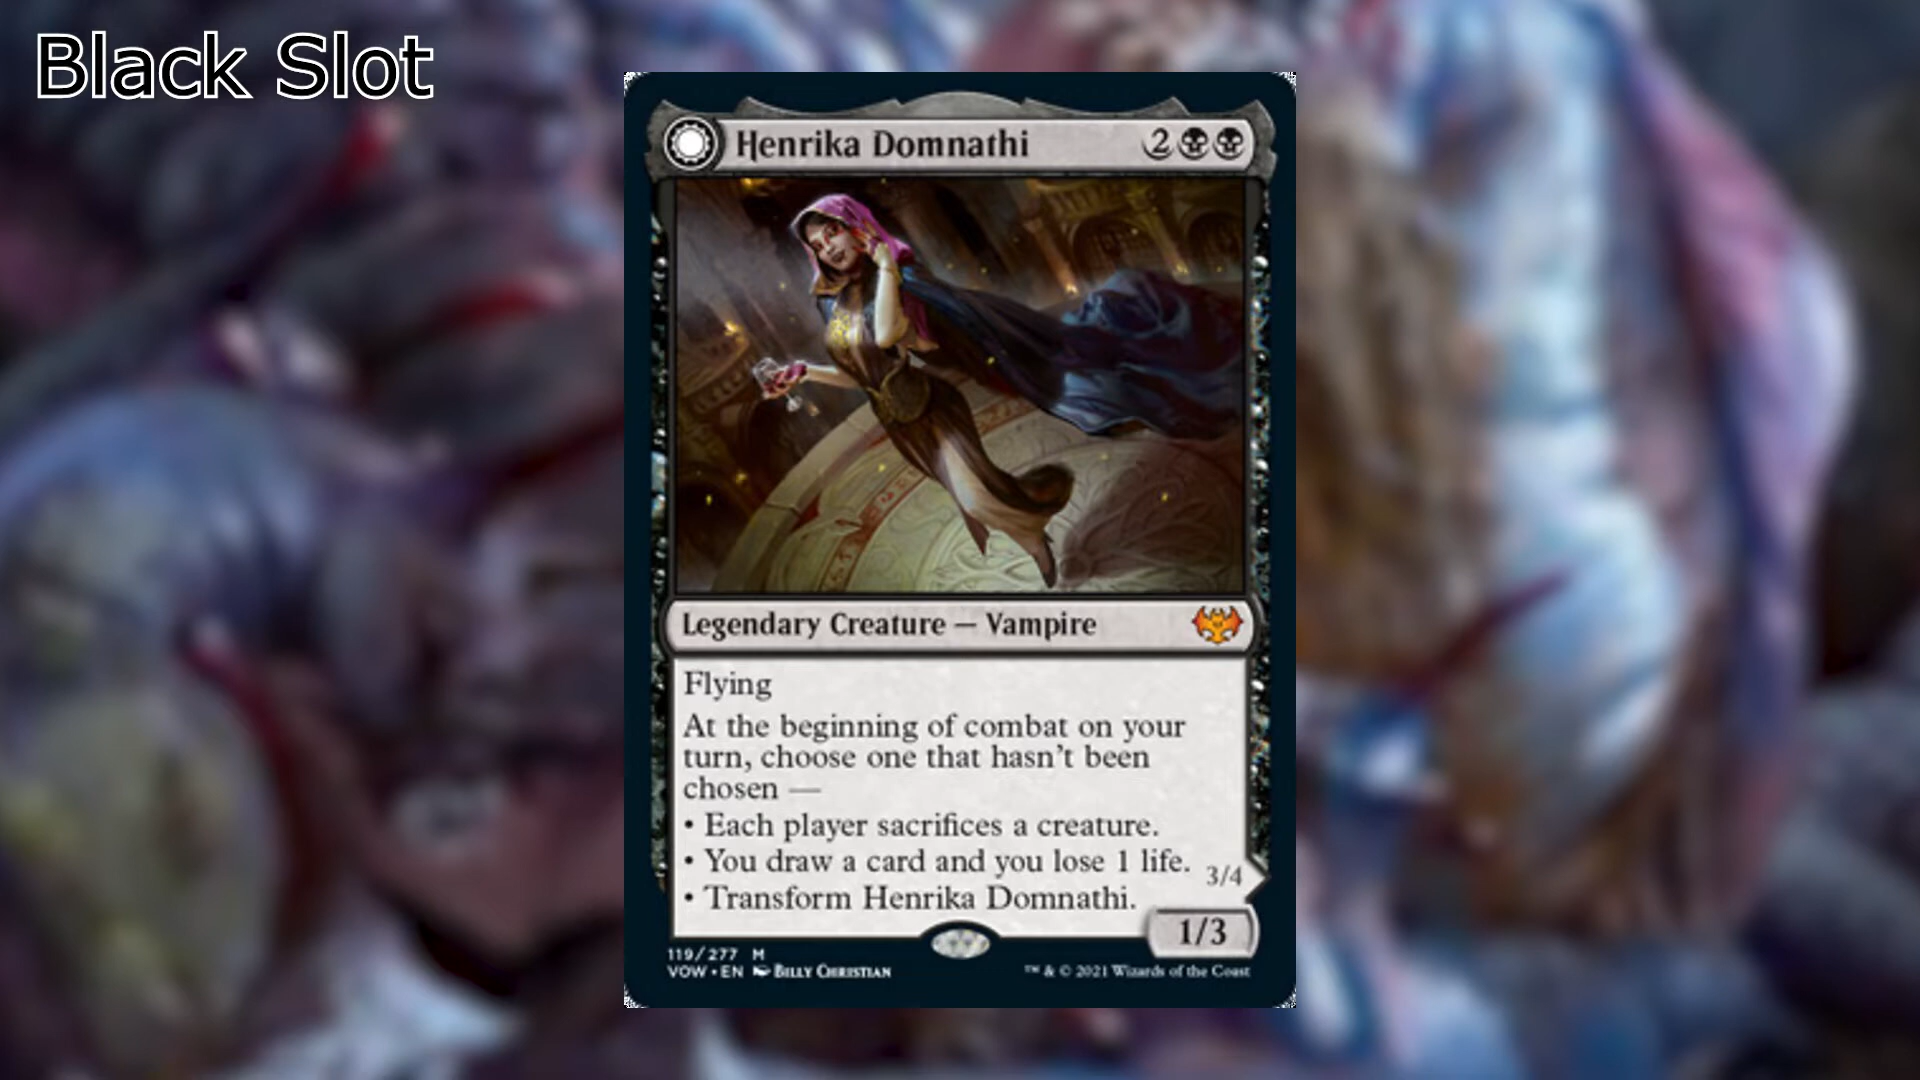 Black Slot
Henrika Domnathi 2
Legendary Creature — Vampire
Flying
At the beginning of combat on your
turn, choose one that hasn't been
chosen —
• Each player sacrifices a creature.
• You draw a card and you lose 1 life.
3/4
• Transform Henrika Domnathi.
1/3
119/277 M
VOW • EN Billy Christian
™ & © 2021 Wizards of the Coast